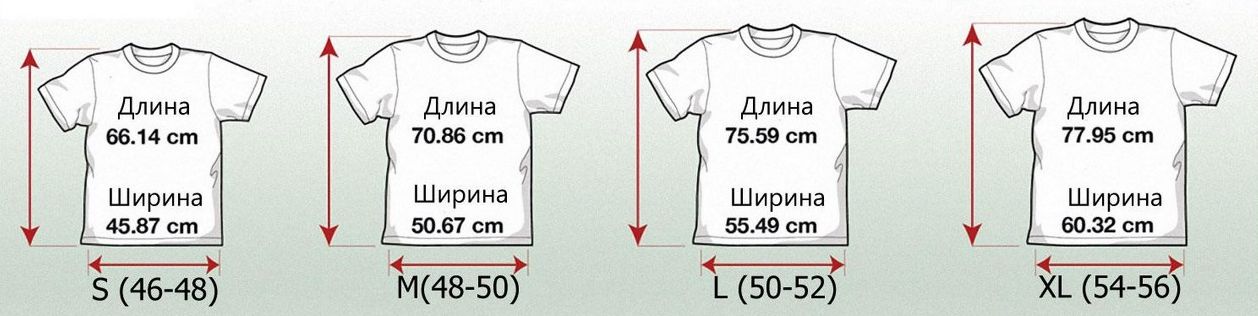 Длина
66.14 cm
Ширина
45.87 cm
S (46-48)
Длина
70.86 cm
Ширина
50.67 cm
M(48-50)
Длина
75.59 cm
Ширина
55.49 cm
L (50-52)
Длина
77.95 cm
Ширина
60.32 cm
XL (54-56)